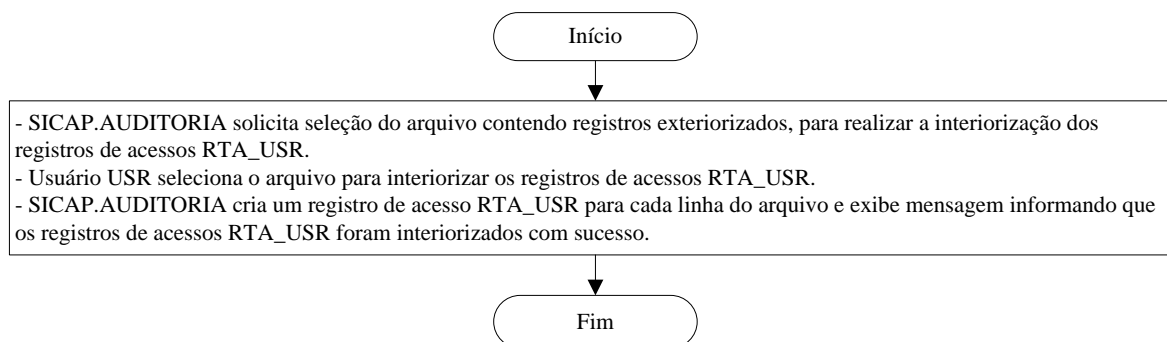 Início
- SICAP.AUDITORIA solicita seleção do arquivo contendo registros exteriorizados, para realizar a interiorização dos
registros de acessos RTA_USR.
- Usuário USR seleciona o arquivo para interiorizar os registros de acessos RTA_USR.
- SICAP.AUDITORIA cria um registro de acesso RTA_USR para cada linha do arquivo e exibe mensagem informando que
os registros de acessos RTA_USR foram interiorizados com sucesso.
Fim